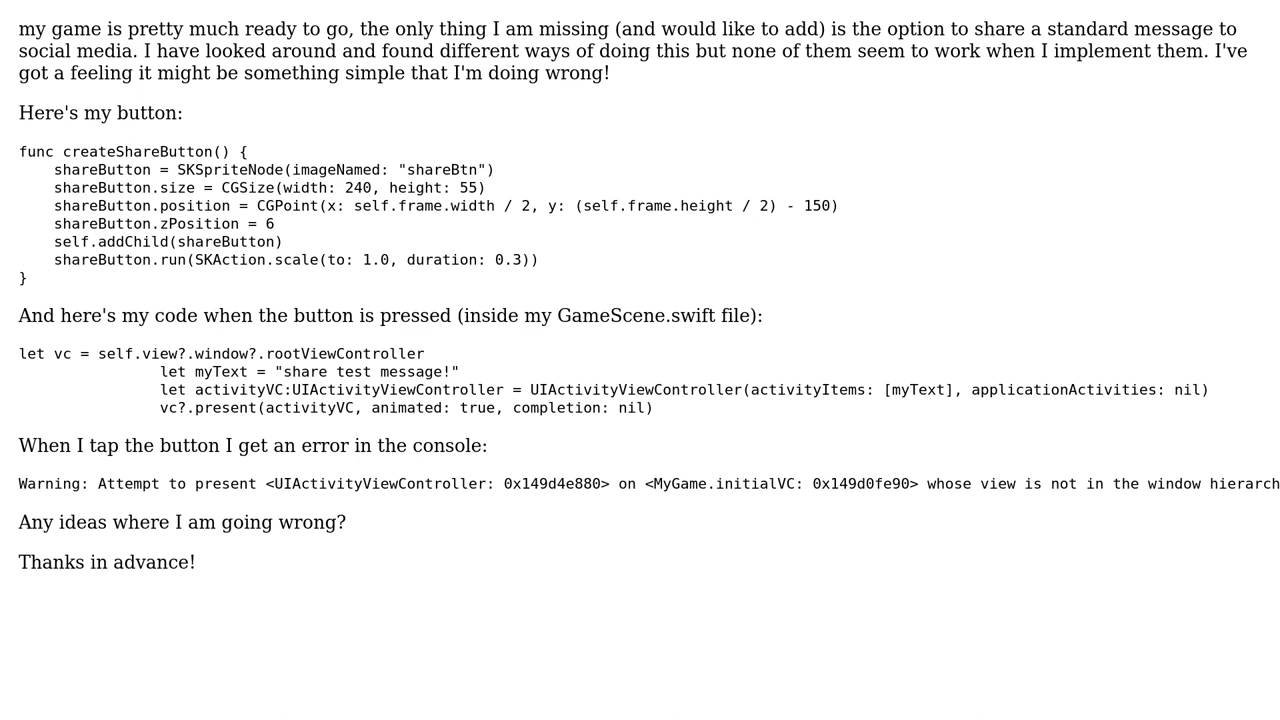 my game is pretty much ready to go, the only thing I am missing (and would like to add) is the option to share a standard message to
social media. I have looked around and found different ways of doing this but none of them seem to work when I implement them. I've
got a feeling it might be something simple that I'm doing wrong!
Here's my button:
func createShareButton() {
    shareButton = SKSpriteNode(imageNamed: "shareBtn")
    shareButton.size = CGSize(width: 240, height: 55)
    shareButton.position = CGPoint(x: self.frame.width / 2, y: (self.frame.height / 2) - 150)
    shareButton.zPosition = 6
    self.addChild(shareButton)
    shareButton.run(SKAction.scale(to: 1.0, duration: 0.3))
}
And here's my code when the button is pressed (inside my GameScene.swift file):
let vc = self.view?.window?.rootViewController
                let myText = "share test message!"
                let activityVC:UIActivityViewController = UIActivityViewController(activityItems: [myText], applicationActivities: nil)
                vc?.present(activityVC, animated: true, completion: nil)
When I tap the button I get an error in the console:
Warning: Attempt to present <UIActivityViewController: 0x149d4e880> on <MyGame.initialVC: 0x149d0fe90> whose view is not in the window hierarch
Any ideas where I am going wrong?
Thanks in advance!